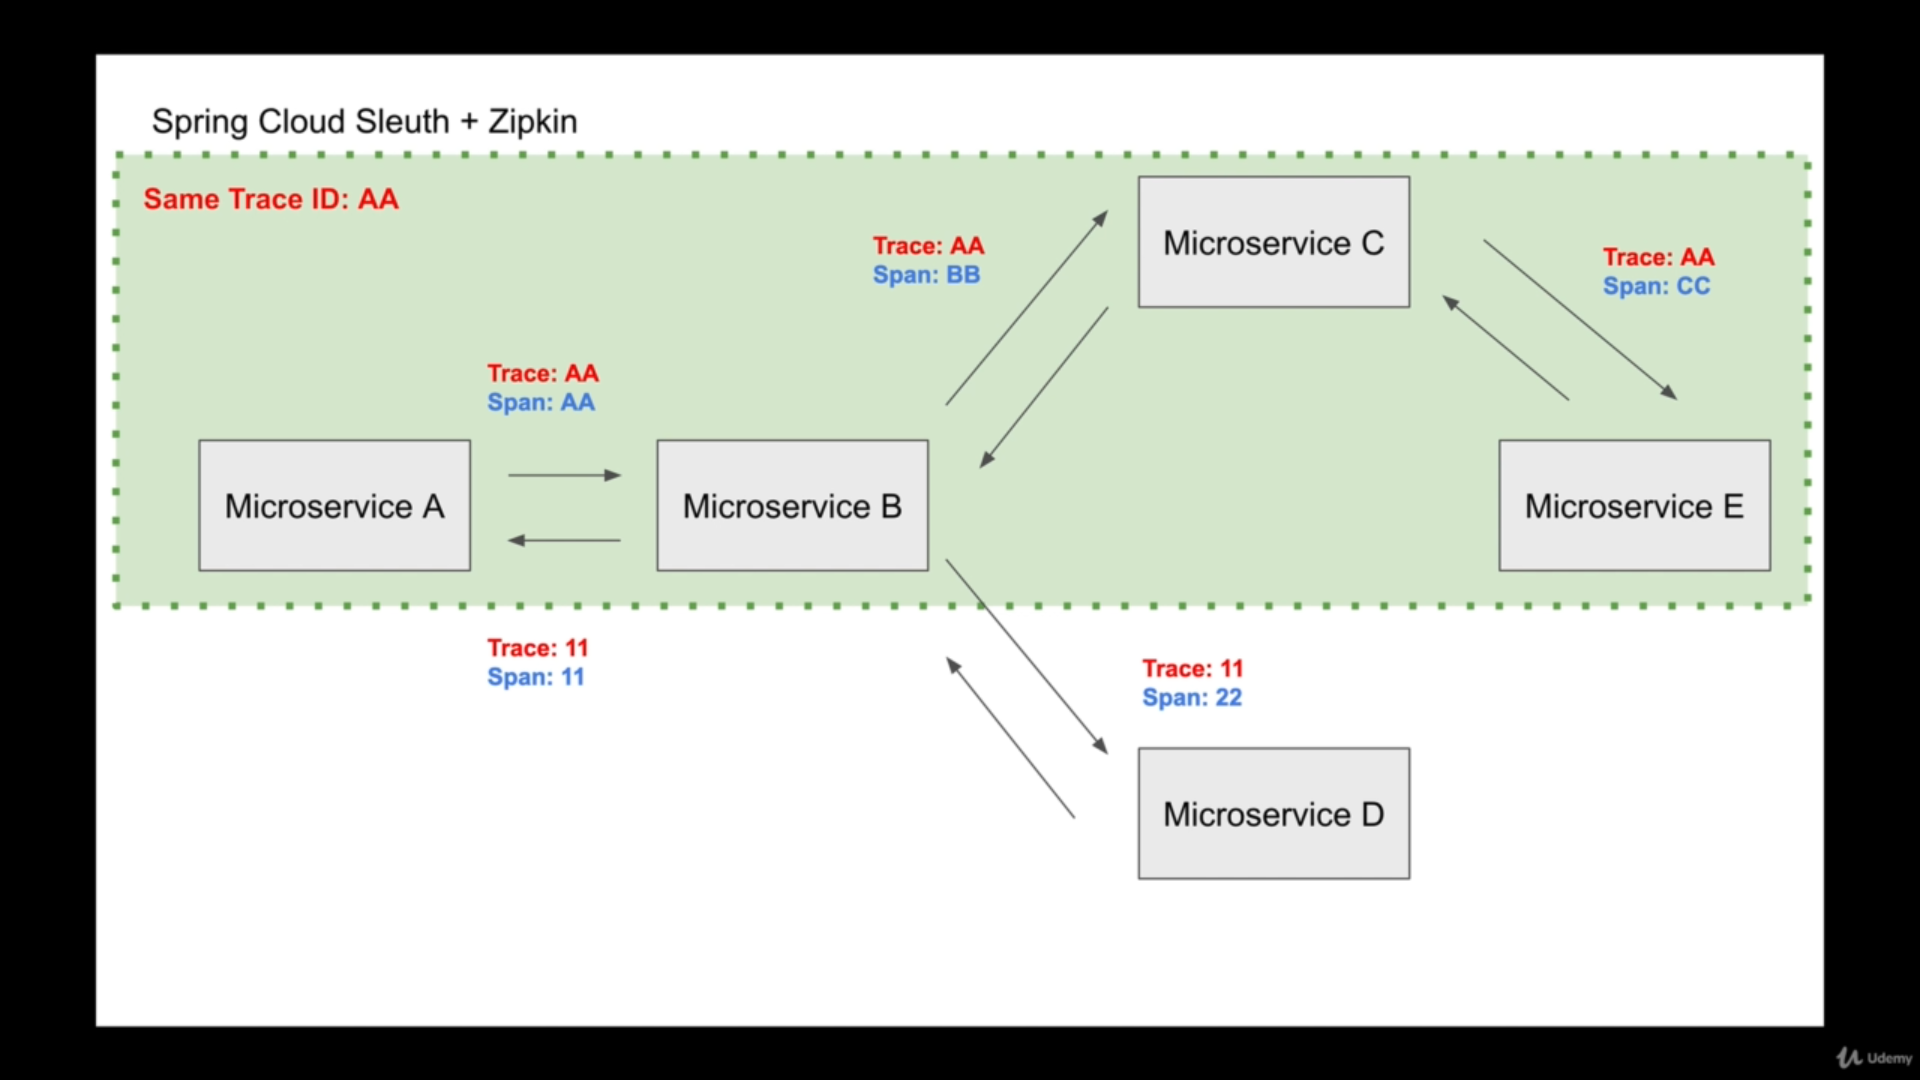 Spring Cloud Sleuth + Zipkin
Same Trace ID: AA
Trace: AA
Span: AA
Trace: AA
Span: BB
Trace: AA
Span: CC
Microservice C
Microservice A
Microservice B
Microservice E
Trace: 11
Span: 11
Trace: 11
Span: 22
Microservice D
Udemy